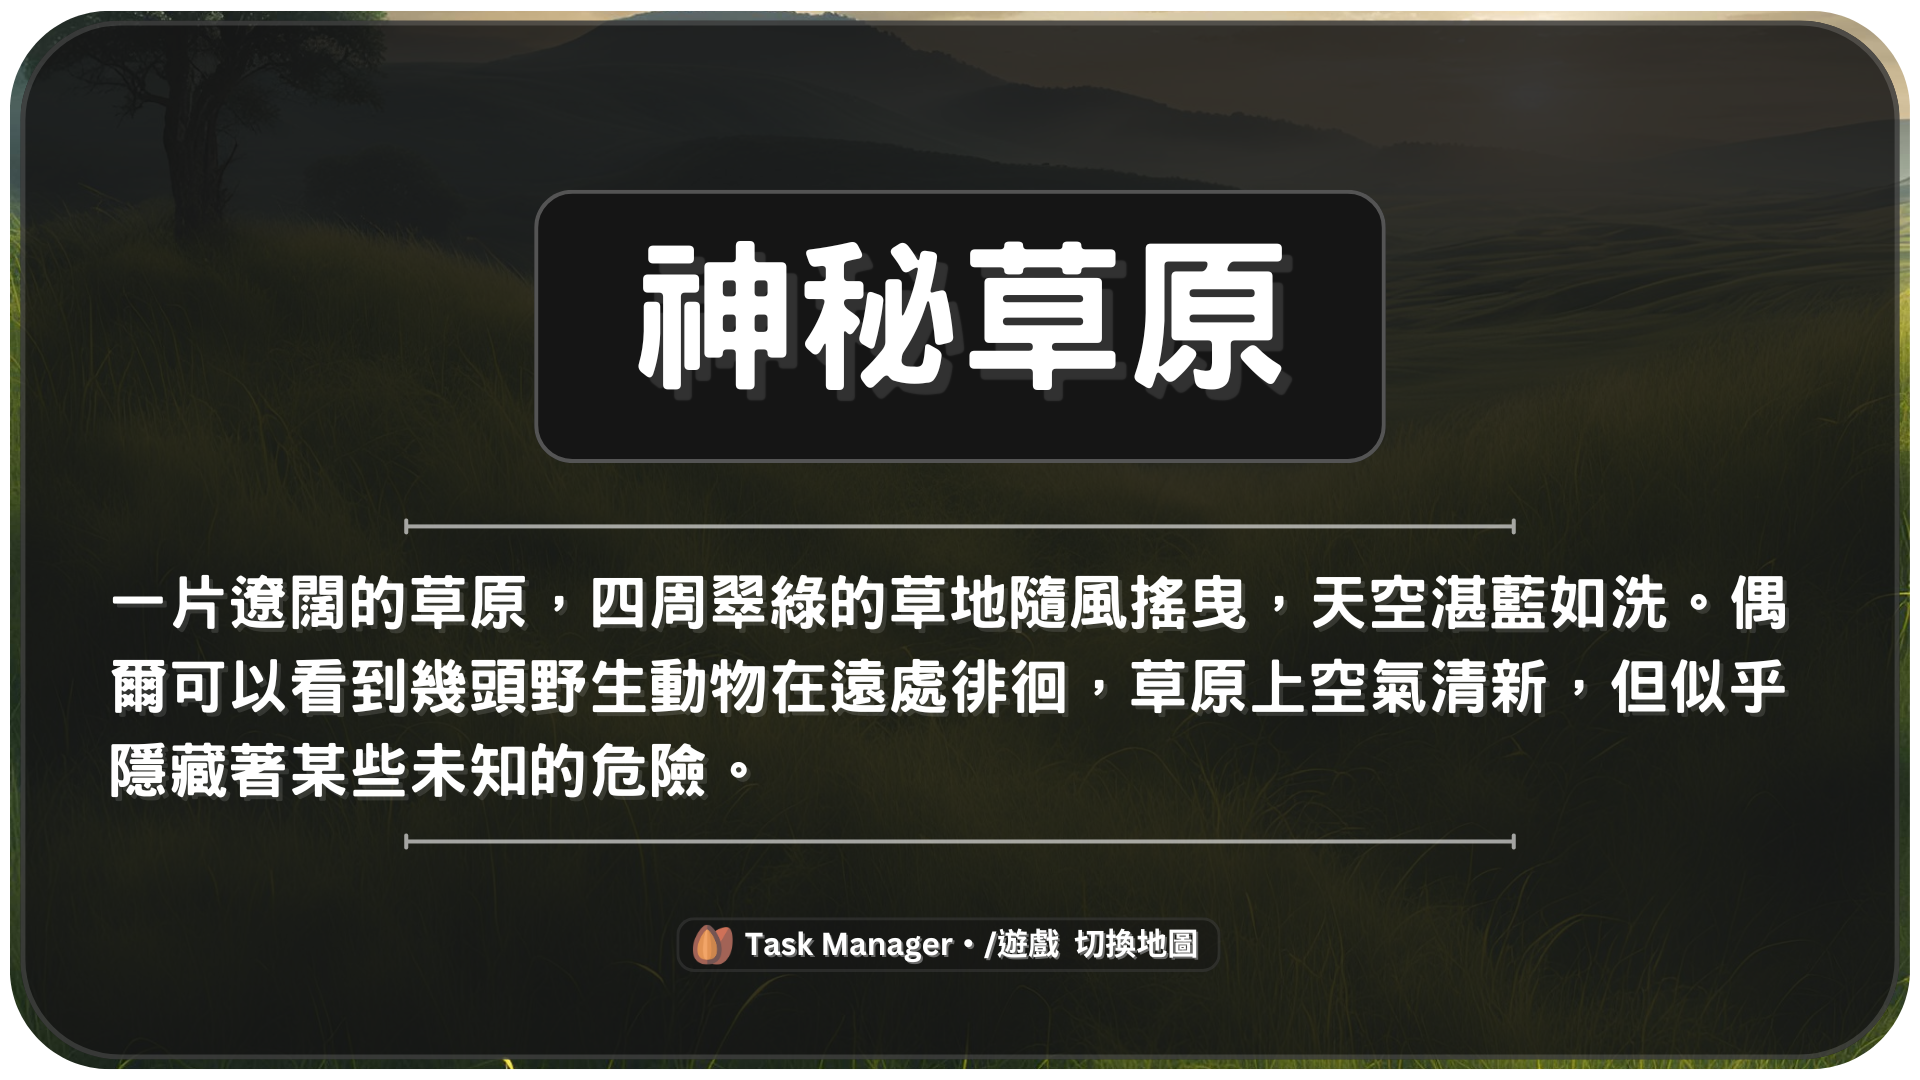 神秘草原
一片遼闊的草原，四周翠綠的草地隨風搖曳，天空湛藍如洗。偶
爾可以看到幾頭野生動物在遠處徘徊，草原上空氣清新，但似乎
隱藏著某些未知的危險。
Task Manager • /遊戲 切換地圖